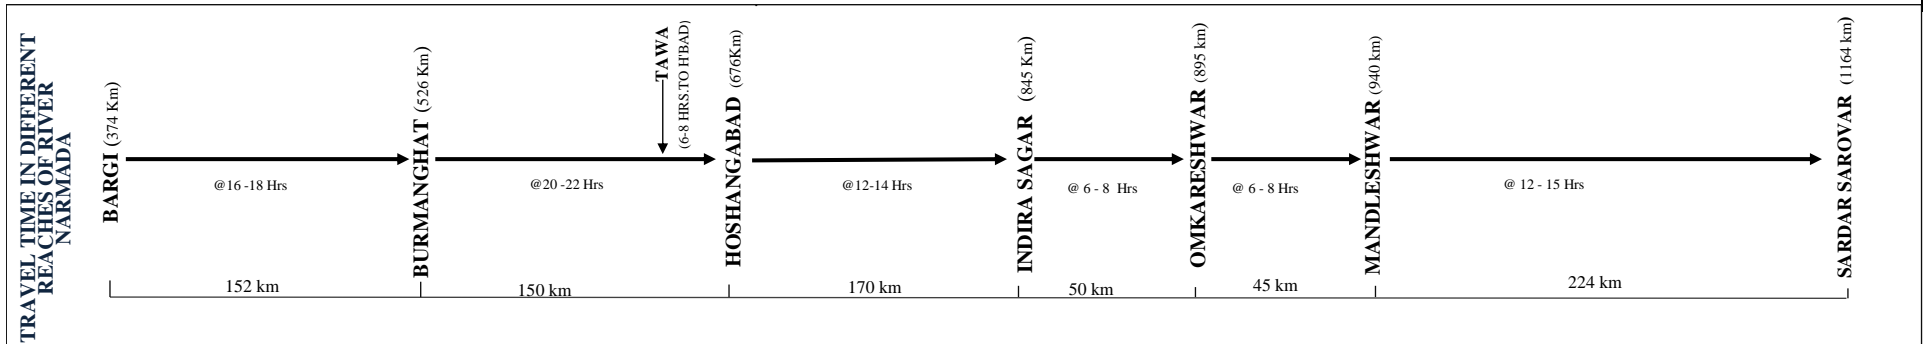 TRAVEL TIME IN DIFFERENT
REACHES OF RIVER
NARMADA
BARGI (374 Km)
@16 -18 Hrs
BURMANGHAT (526 Km)
@20 -22 Hrs
TAWA
(6-8 HRS.TO H'BAD)
HOSHANGABAD (676Km)
@12-14 Hrs
INDIRA SAGAR (845 Km)
@ 6 - 8 Hrs
OMKARESHWAR (895 km)
@ 6 - 8 Hrs
MANDLESHWAR (940 km)
@ 12 - 15 Hrs
SARDAR SAROVAR (1164 km)
152 km
150 km
170 km
50 km
45 km
224 km